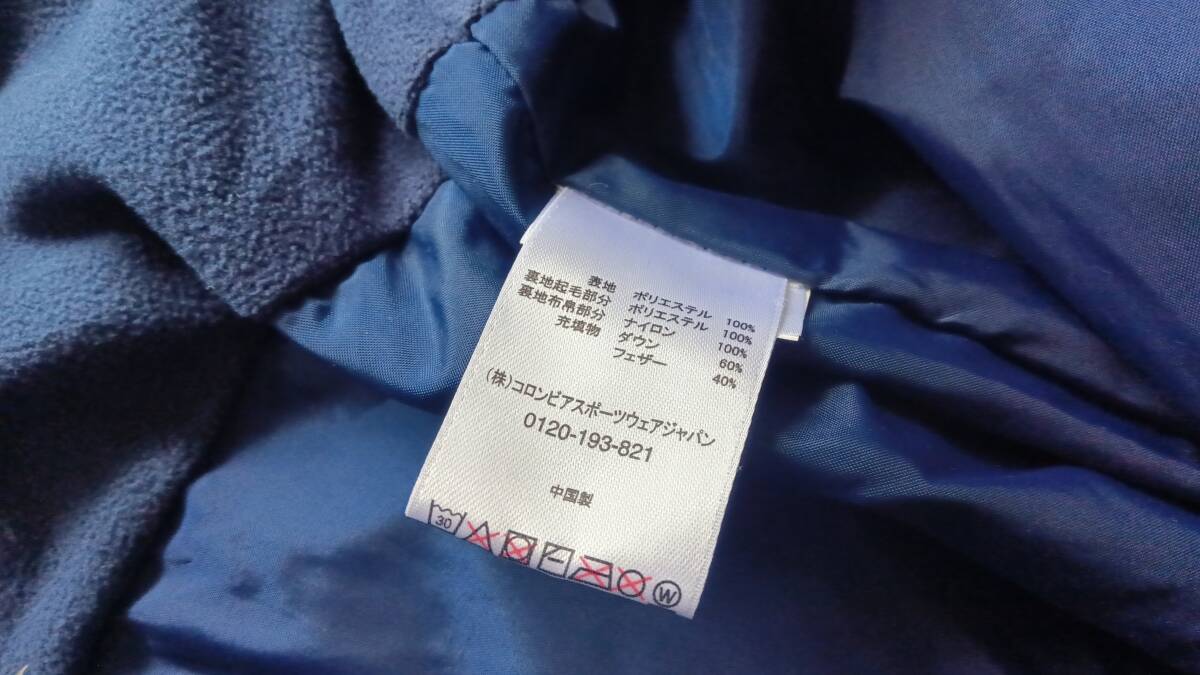 表地 ポリエステル 100%
裏地起毛部分 ポリエステル 100%
裏地布帛部分 ナイロン 100%
充填物 ダウン 60%
フェザー 40%
(株)コロンビアスポーツウェアジャパン
0120-193-821
中国製
30
W